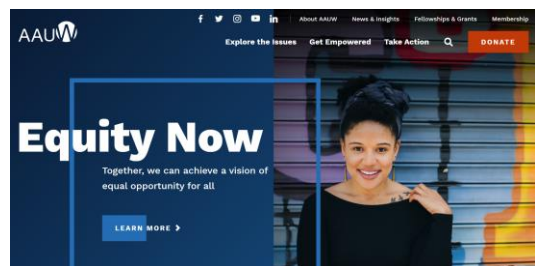 AAUW
About AAUW News & Insights Fellowships & Grants Membership
Explore the Issues Get Empowered Take Action DONATE
Equity Now
Together, we can achieve a vision of
equal opportunity for all
LEARN MORE